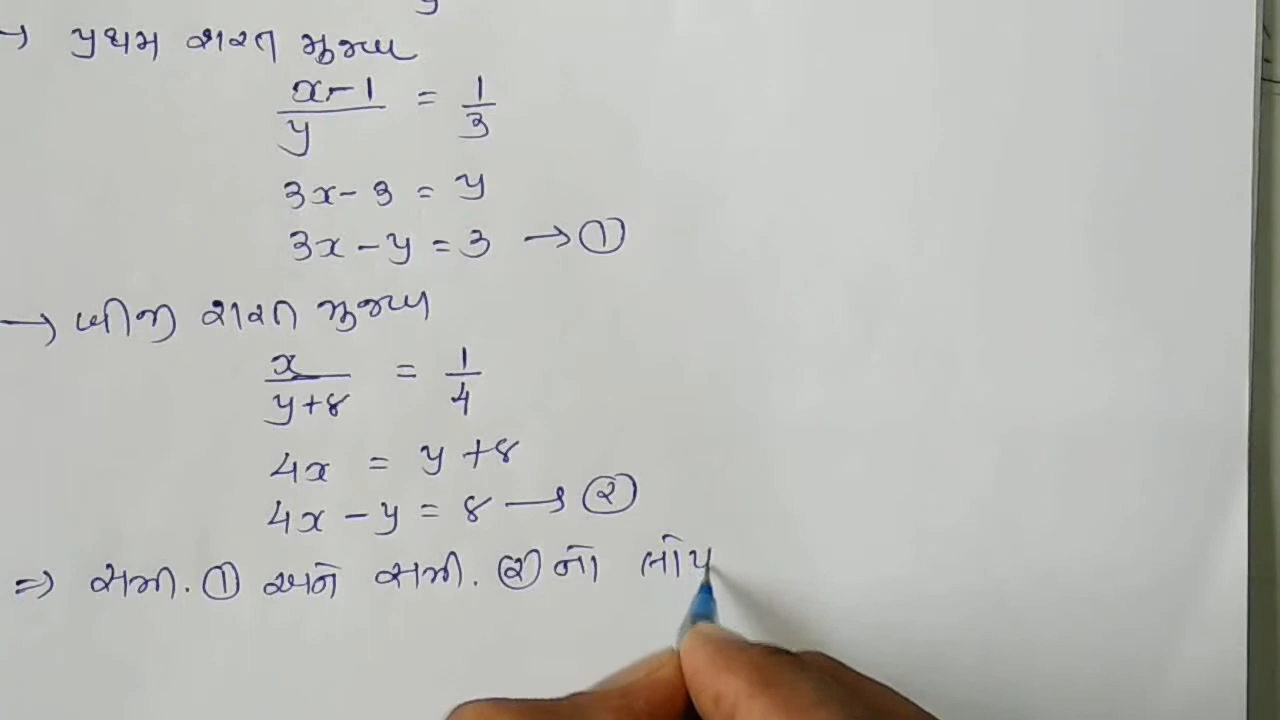 → પ્રથમ શરત મુજબ
x-1/y = 1/3
3x - 3 = y
3x - y = 3 → ①
→ બીજી શરત મુજબ
x/y+8 = 1/4
4x = y + 8
4x - y = 8 → ②
⇒ સમી. ① અને સમી. ② નો લોપ